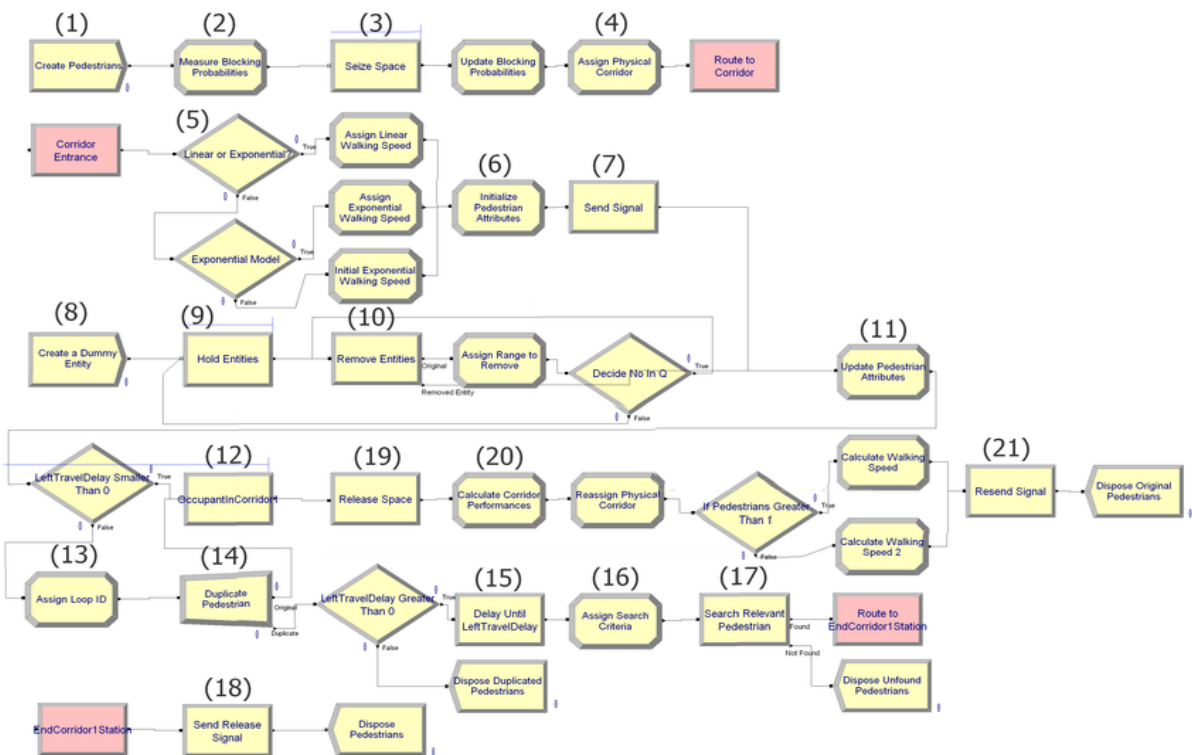 (1)
(2)
(3)
(4)
Create Pedestrians
Measure Blocking
Probabilities
Seize Space
Update Blocking
Probabilities
Assign Physical
Corridor
Route to
Corridor
(5)
Corridor
Entrance
Linear or Exponential?
True
False
Assign Linear
Walking Speed
(6)
(7)
Assign
Exponential
Walking Speed
Initialize
Pedestrian
Attributes
Send Signal
Exponential Model
True
False
Initial Exponential
Walking Speed
(8)
(9)
(10)
(11)
Create a Dummy
Entity
Hold Entities
Remove Entities
Original
Removed Entity
Assign Range to
Remove
Decide No In Q
True
False
Update Pedestrian
Attributes
(12)
(19)
(20)
(21)
LeftTravelDelay Smaller
Than 0
True
False
OccupantInCorridor1
Release Space
Calculate Corridor
Performances
Reassign Physical
Corridor
If Pedestrians Greater
Than 1
True
False
Calculate Walking
Speed
Calculate Walking
Speed 2
Resend Signal
Dispose Original
Pedestrians
(13)
(14)
(15)
(16)
(17)
Assign Loop ID
Duplicate
Pedestrian
Original
Duplicate
LeftTravelDelay Greater
Than 0
True
False
Delay Until
LeftTravelDelay
Assign Search
Criteria
Search Relevant
Pedestrian
Found
Not Found
Route to
EndCorridor1Station
Dispose Duplicated
Pedestrians
Dispose Unfound
Pedestrians
(18)
EndCorridor1Station
Send Release
Signal
Dispose
Pedestrians